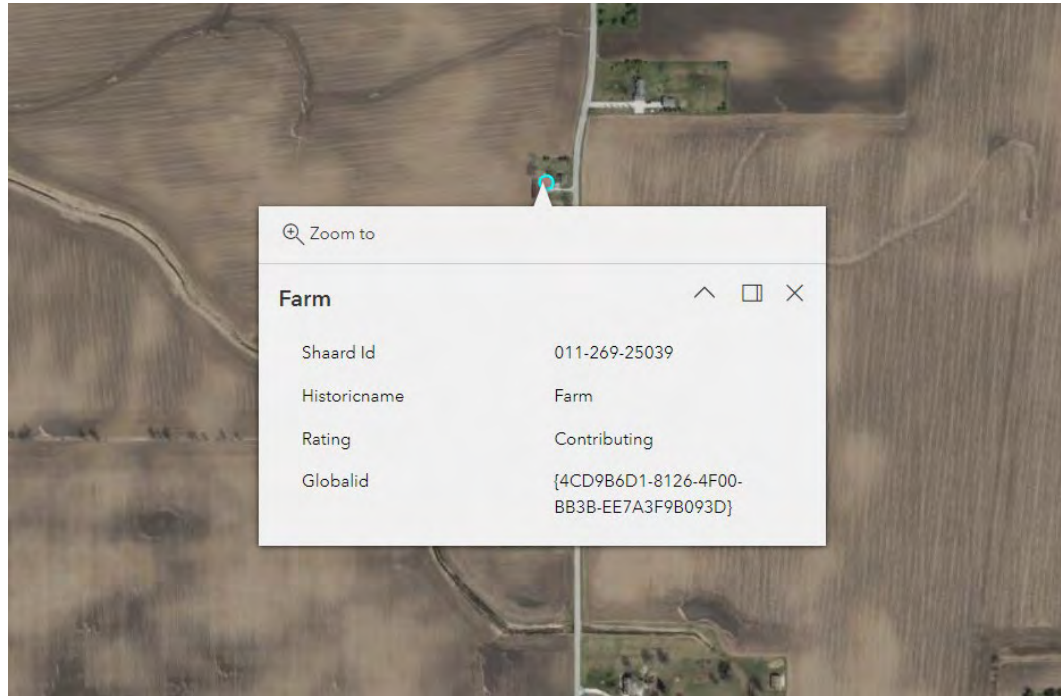 Zoom to
Farm
Shaard Id 011-269-25039
Historicname Farm
Rating Contributing
Globalid {4CD9B6D1-8126-4F00-
BB3B-EE7A3F9B093D}